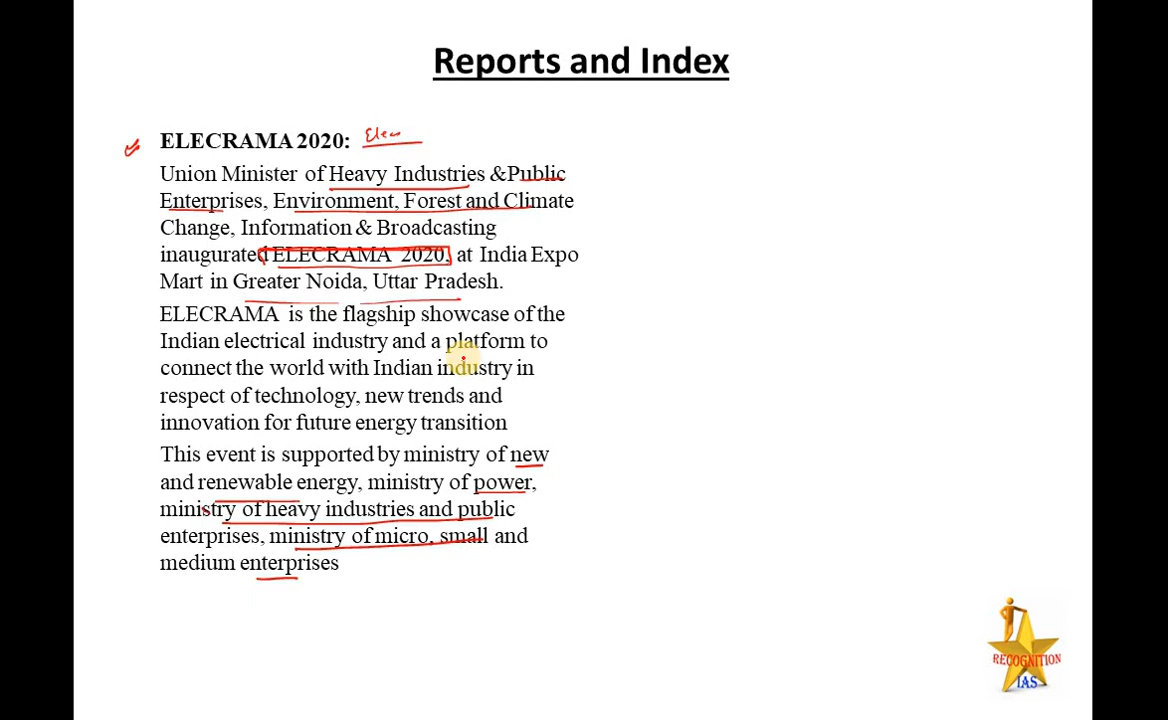 Reports and Index
ELECRAMA 2020: Elec
Union Minister of Heavy Industries &Public
Enterprises, Environment, Forest and Climate
Change, Information & Broadcasting
inaugurated ELECRAMA 2020, at India Expo
Mart in Greater Noida, Uttar Pradesh.
ELECRAMA is the flagship showcase of the
Indian electrical industry and a platform to
connect the world with Indian industry in
respect of technology, new trends and
innovation for future energy transition
This event is supported by ministry of new
and renewable energy, ministry of power,
ministry of heavy industries and public
enterprises, ministry of micro, small and
medium enterprises
RECOGNITION
IAS